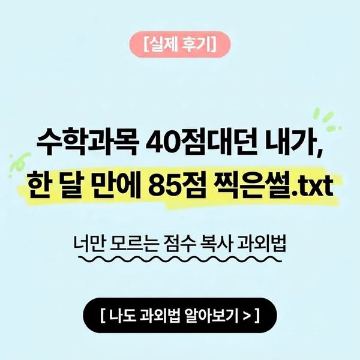 [실제 후기]
수학과목 40점대던 내가,
한 달 만에 85점 찍은썰.txt
너만 모르는 점수 복사 과외법
[ 나도 과외법 알아보기 > ]